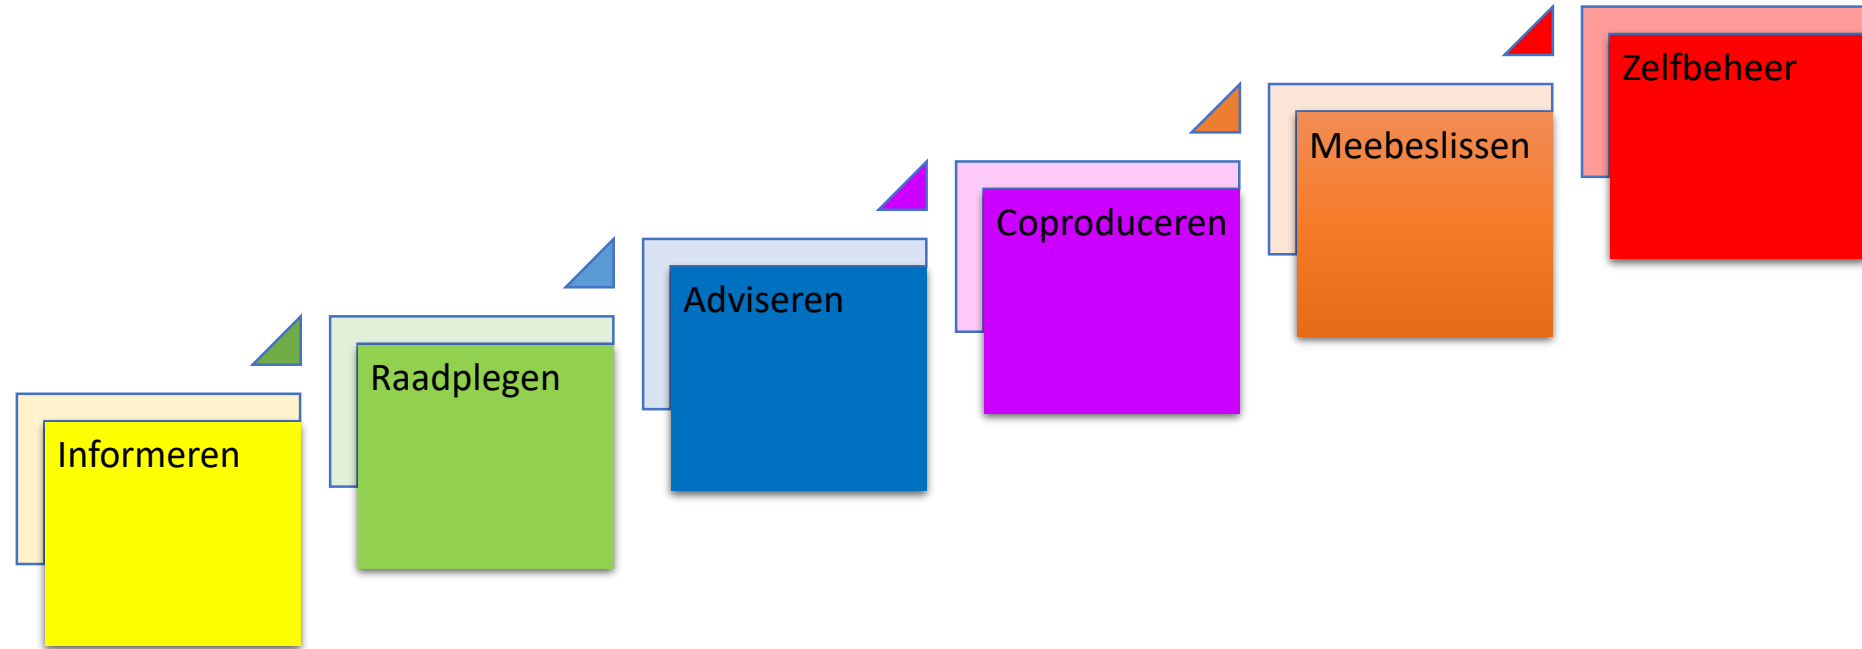 Informeren
Raadplegen
Adviseren
Coproduceren
Meebeslissen
Zelfbeheer